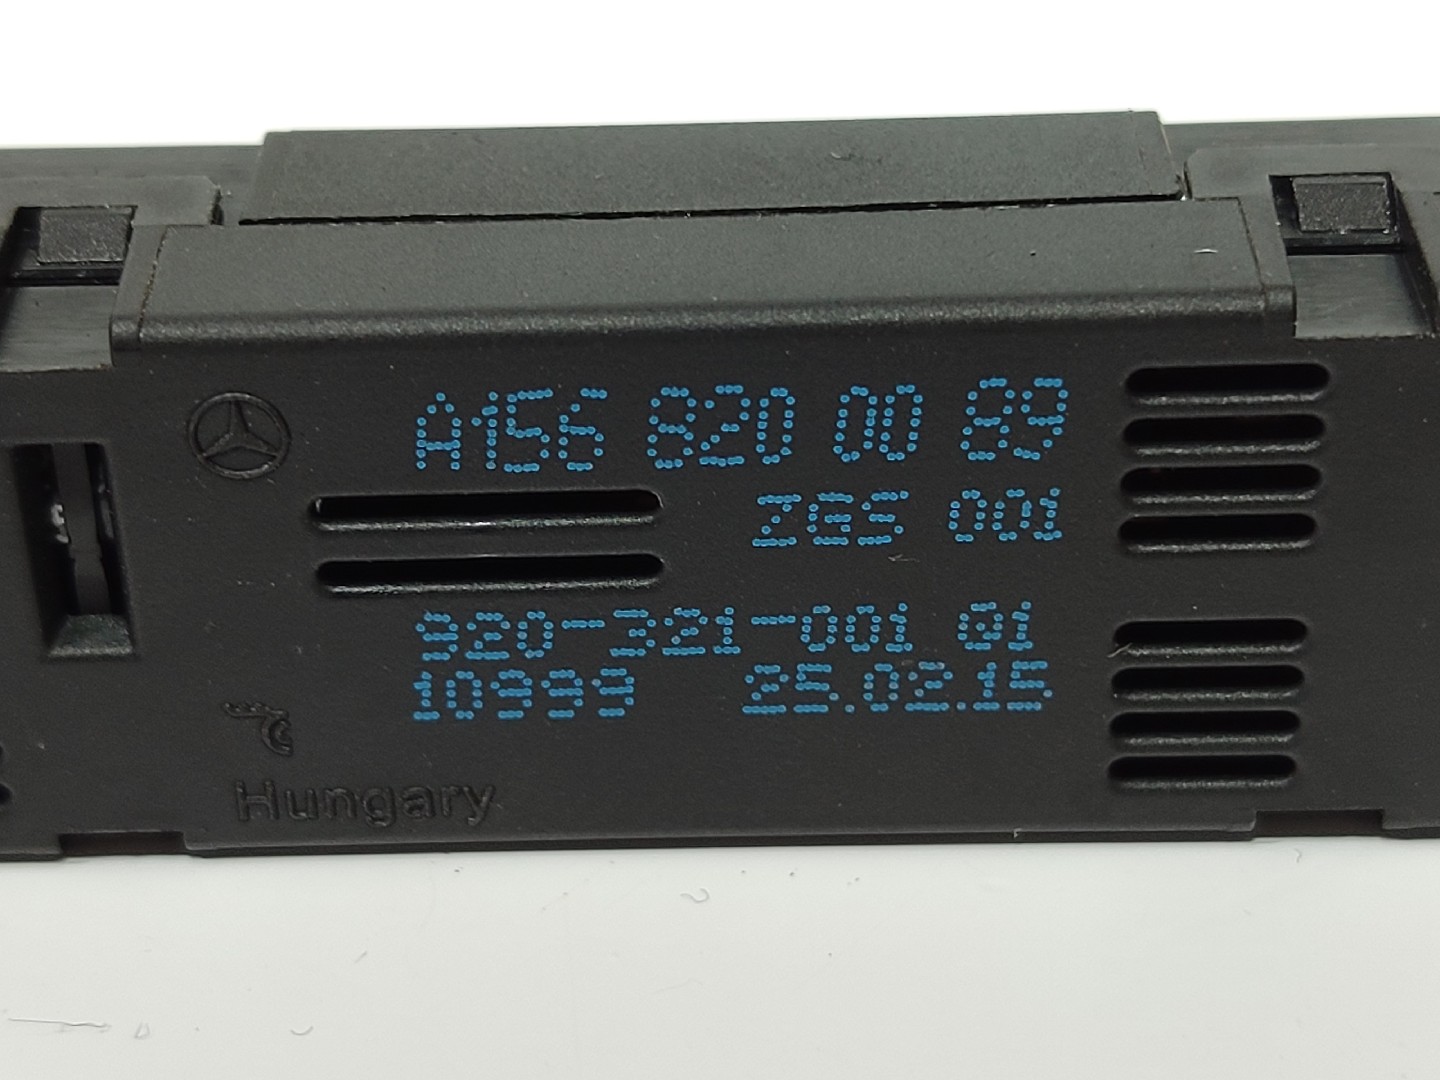 A156 820 00 89
ZGS 001
920-321-001 01
10999 25.02.15
Hungary